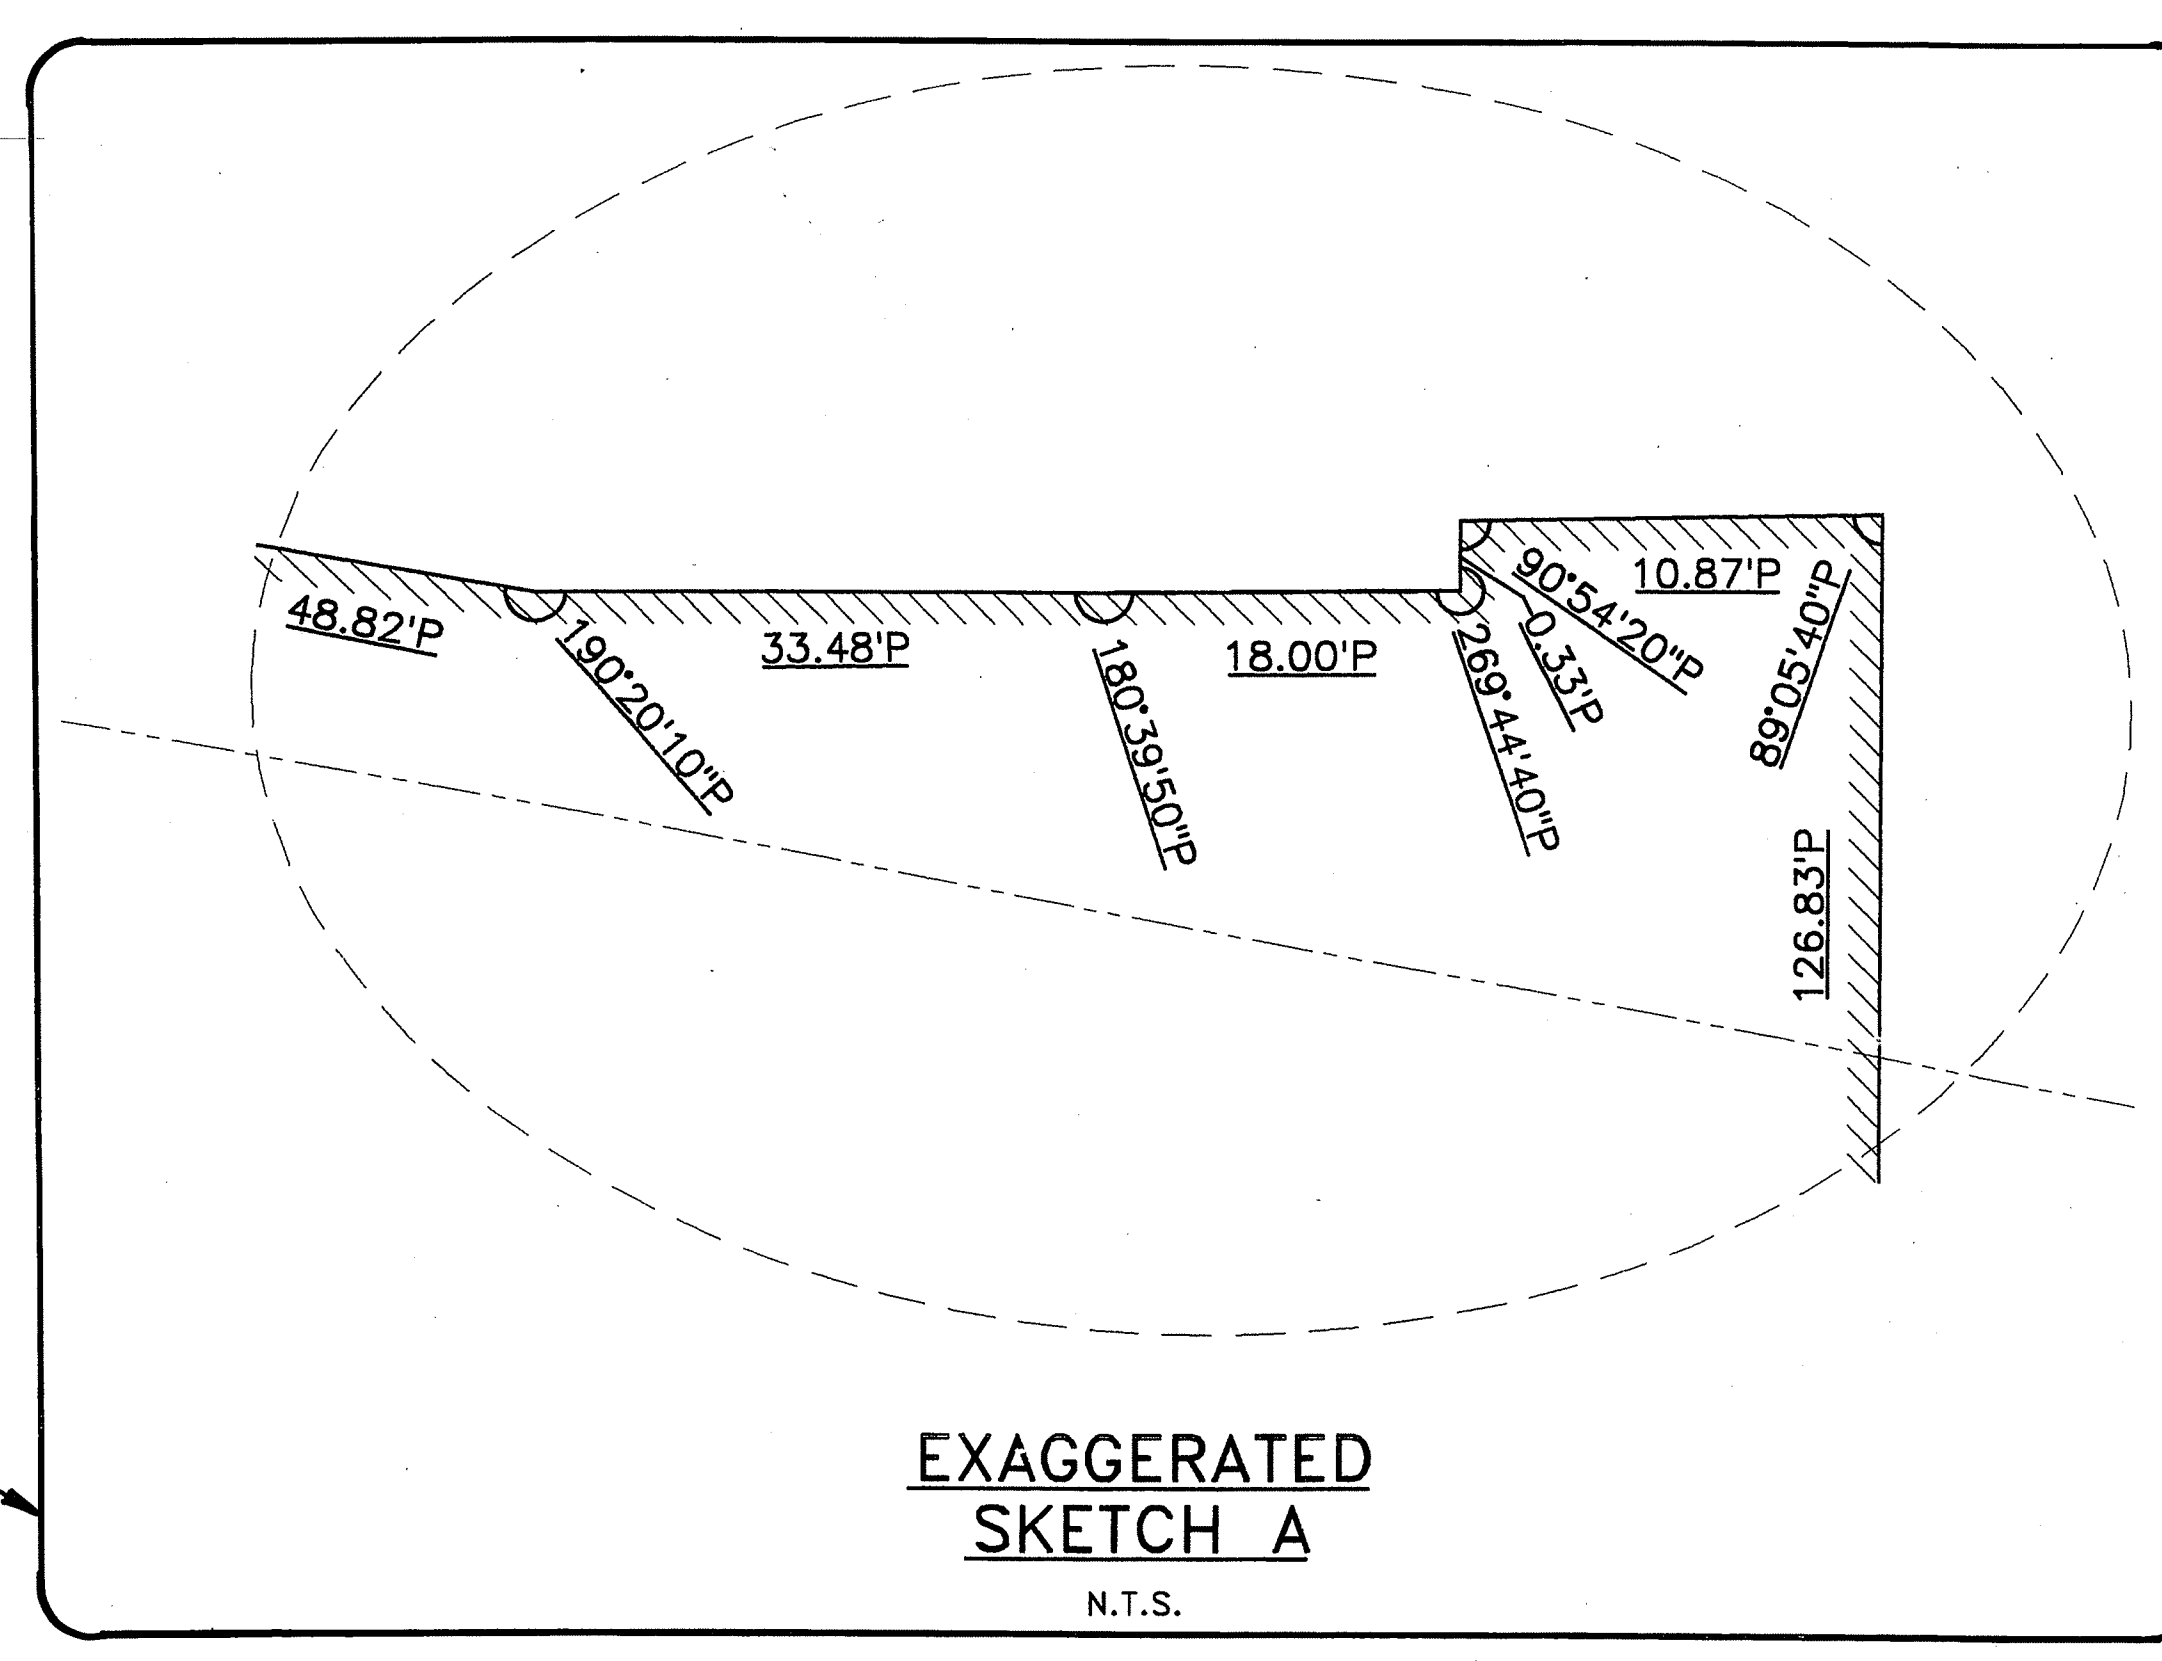 48.82'P
190°20'10"P
33.48'P
180°39'50"P
18.00'P
269°44'40"P
0.33'P
90°54'20"P
10.87'P
89°05'40"P
126.83'P
EXAGGERATED
SKETCH A
N.T.S.